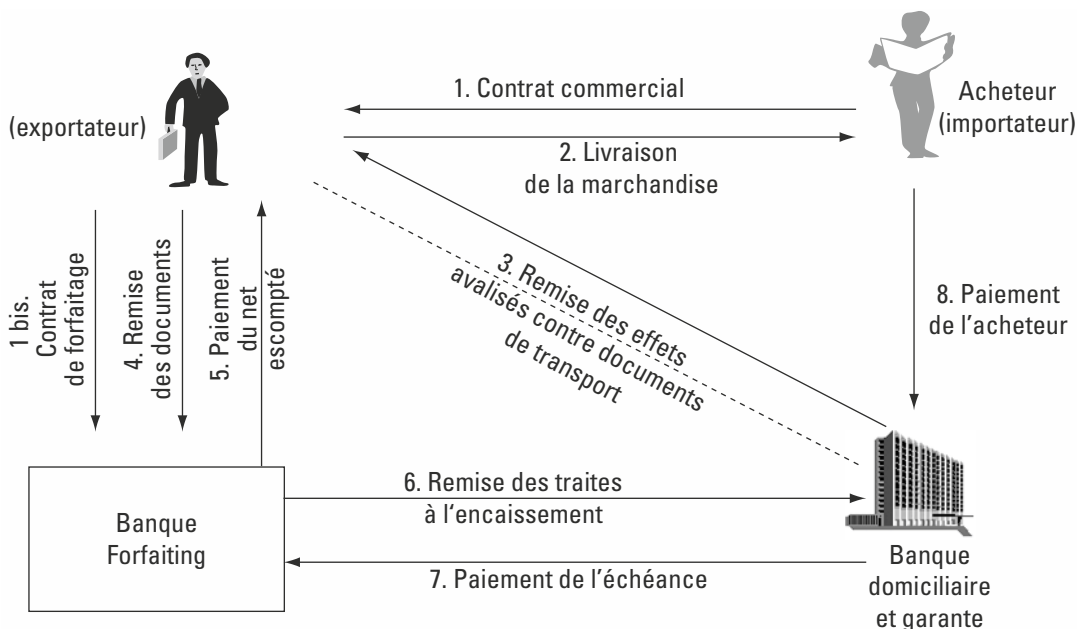 1. Contrat commercial
Acheteur
(importateur)
(exportateur)
2. Livraison
de la marchandise
3. Remise des effets
avalisés contre documents
de transport
1 bis.
Contrat
de forfaitage
4. Remise
des documents
5. Paiement
du net
escompté
8. Paiement
de l'acheteur
6. Remise des traites
à l'encaissement
Banque
Forfaiting
7. Paiement de l'échéance
Banque
domiciliaire
et garante